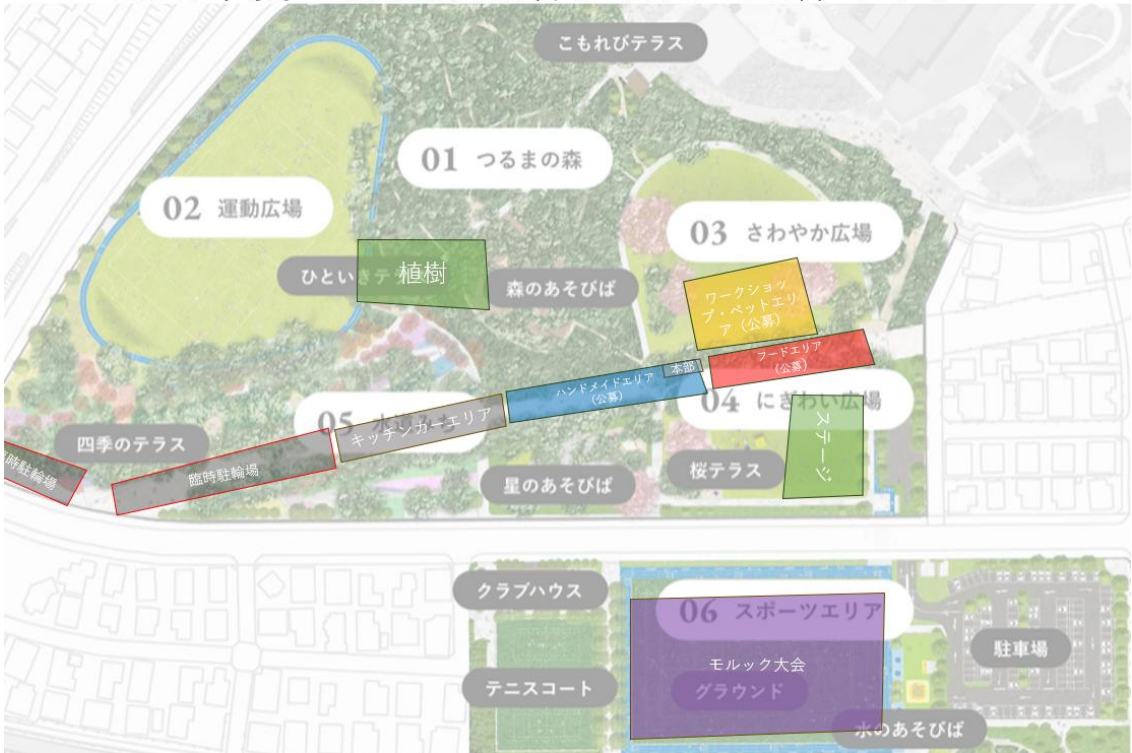 こもれびテラス
01 つるまの森
02 運動広場
03 さわやか広場
ひといきテラ
植樹
森のあそびば
ワークショッ
プ・ペットエリ
ア（公募）
フードエリア
（公募）
本部
ハンドメイドエリア
（公募）
04 にぎわい広場
05
キッチンカーエリア
ステージ
四季のテラス
時駐輪場
臨時駐輪場
星のあそびば
桜テラス
クラブハウス
06 スポーツエリア
駐車場
モルック大会
テニスコート
グラウンド
水のあそびば